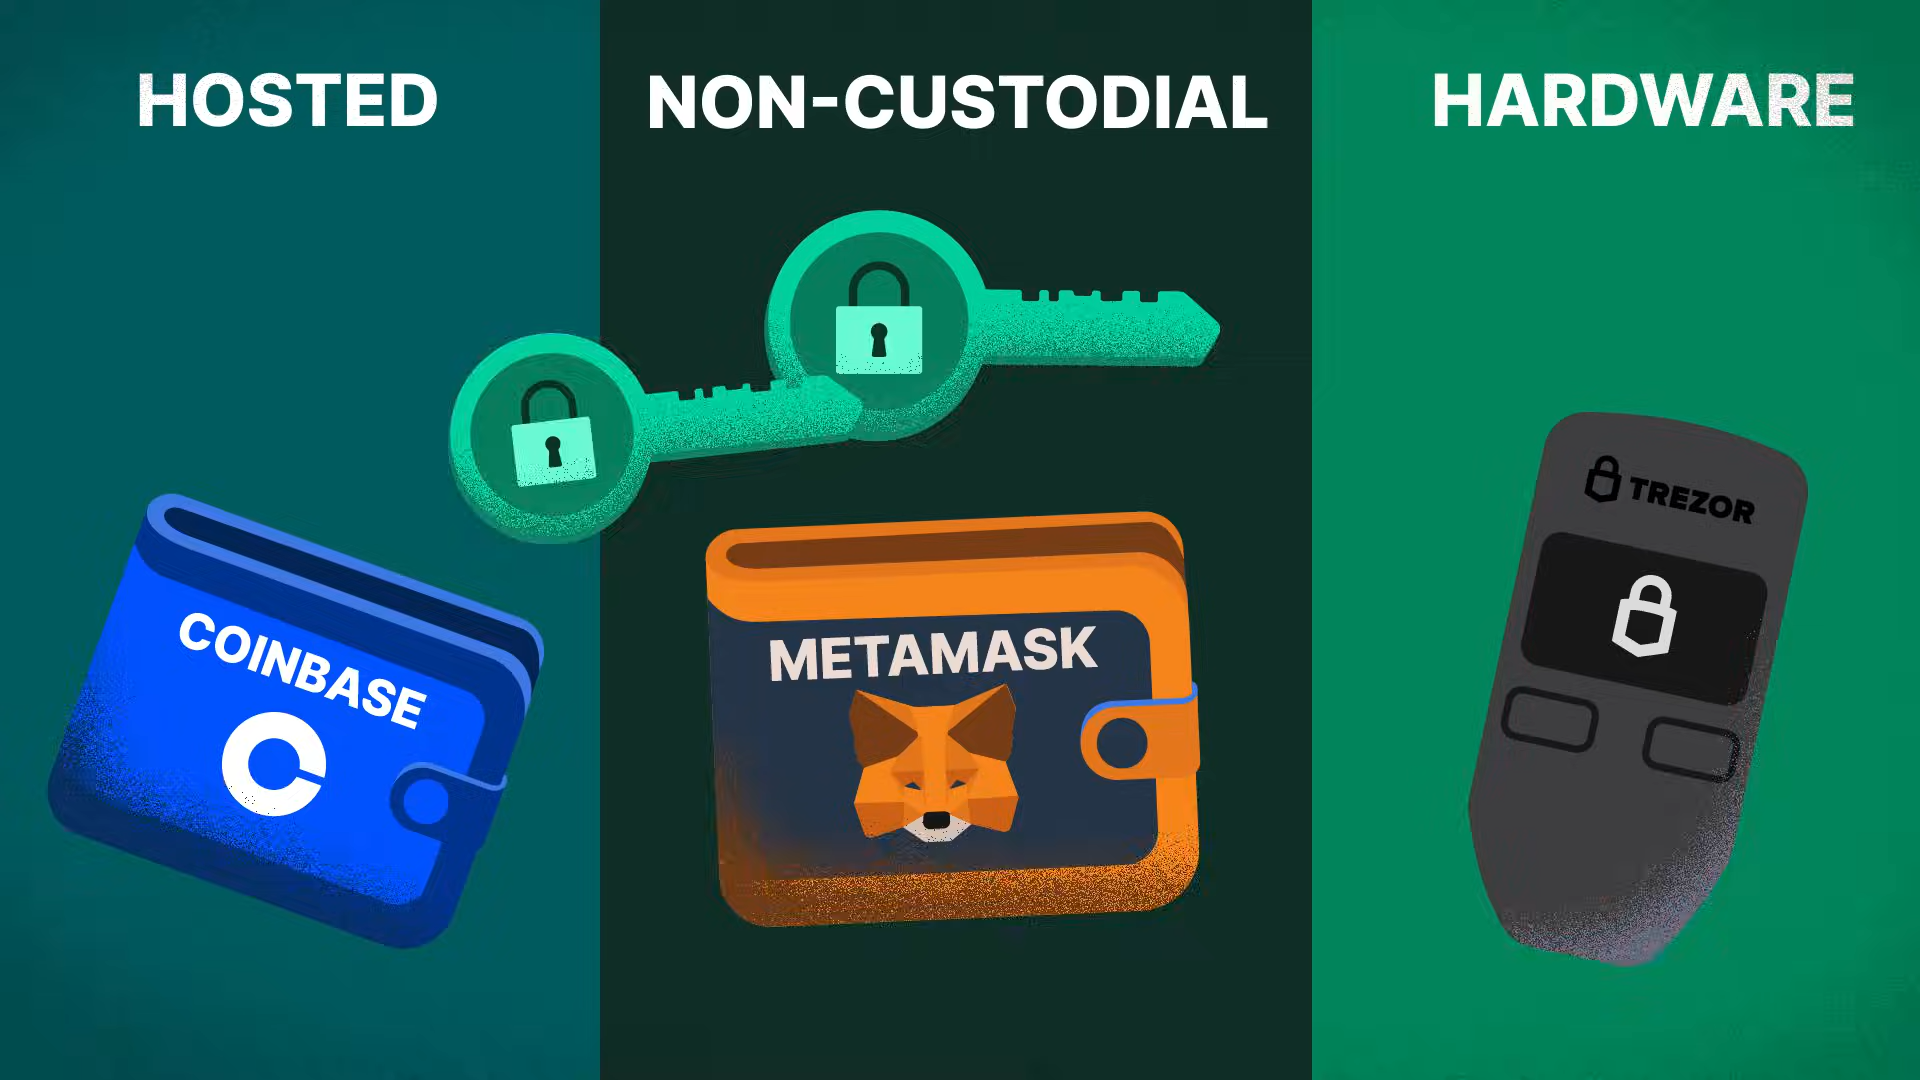 HOSTED
NON-CUSTODIAL
HARDWARE
COINBASE
METAMASK
TREZOR